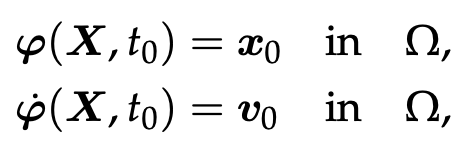 𝝋(𝑿, t₀) = 𝒙₀ in Ω,
𝝋̇(𝑿, t₀) = 𝒗₀ in Ω,